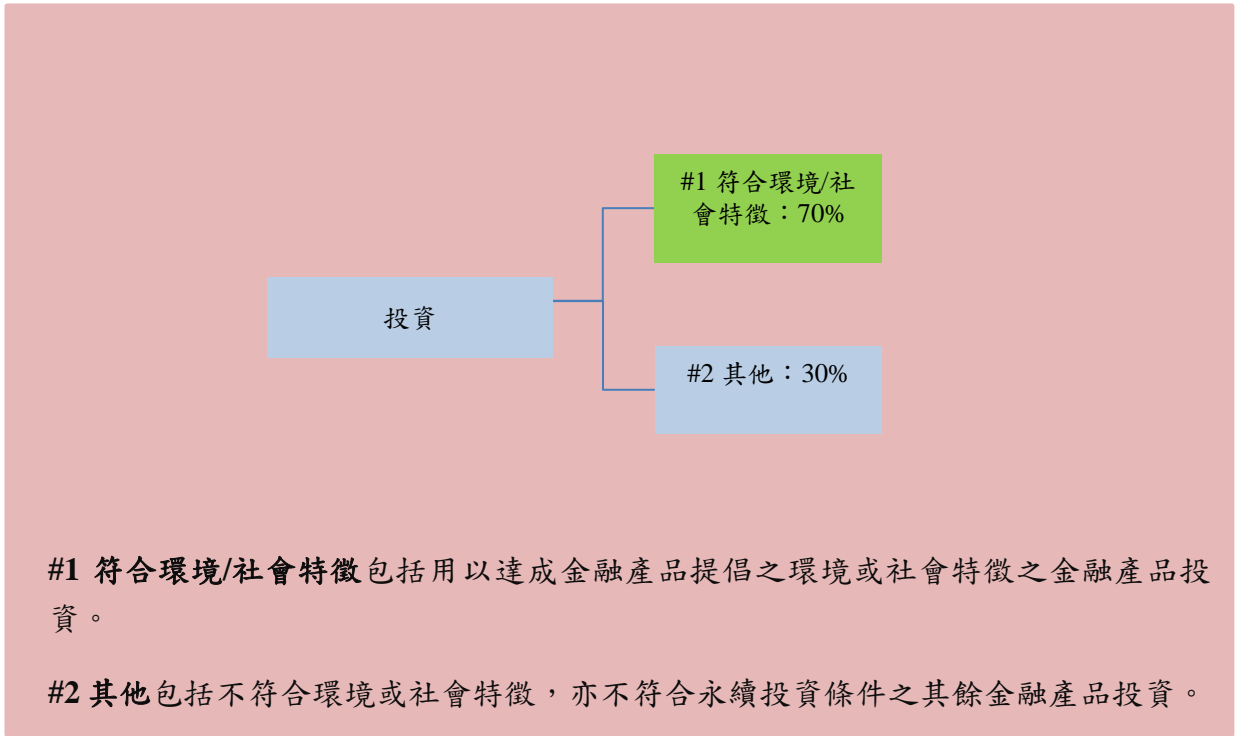 #1 符合環境/社
會特徵：70%
投資
#2 其他：30%
#1 符合環境/社會特徵包括用以達成金融產品提倡之環境或社會特徵之金融產品投
資。
#2 其他包括不符合環境或社會特徵，亦不符合永續投資條件之其餘金融產品投資。